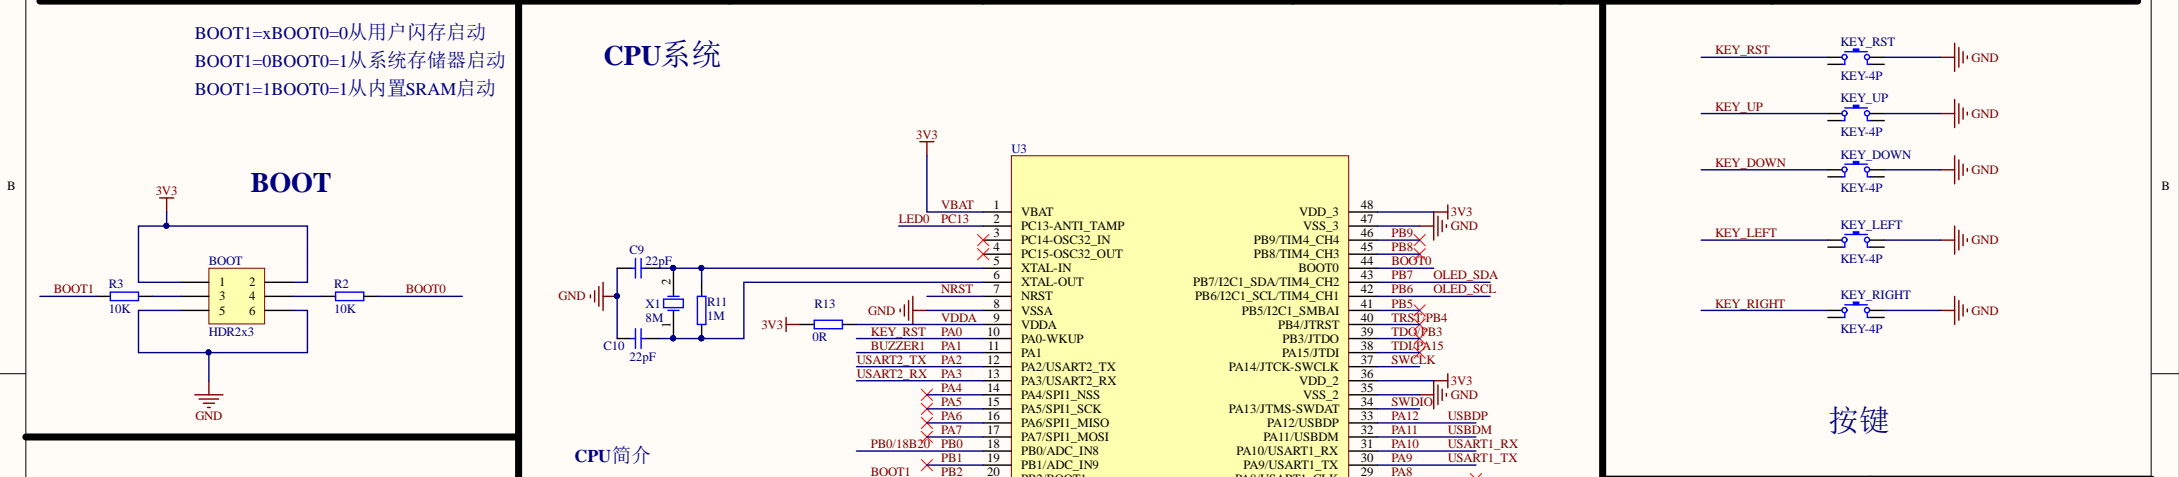 BOOT1=xBOOT0=0从用户闪存启动
BOOT1=0BOOT0=1从系统存储器启动
BOOT1=1BOOT0=1从内置SRAM启动
B
BOOT
3V3
BOOT
BOOT1
R3
10K
1 2
3 4
5 6
R2
10K
BOOT0
HDR2x3
GND
CPU系统
3V3
U3
VBAT 1 VBAT
LED0 PC13 2 PC13-ANTI_TAMP
3 PC14-OSC32_IN
4 PC15-OSC32_OUT
5 XTAL-IN
6 XTAL-OUT
NRST 7 NRST
GND 8 VSSA
VDDA 9 VDDA
KEY_RST PA0 10 PA0-WKUP
BUZZER1 PA1 11 PA1
USART2_TX PA2 12 PA2/USART2_TX
USART2_RX PA3 13 PA3/USART2_RX
PA4 14 PA4/SPI1_NSS
PA5 15 PA5/SPI1_SCK
PA6 16 PA6/SPI1_MISO
PA7 17 PA7/SPI1_MOSI
PB0/18B20 PB0 18 PB0/ADC_IN8
PB1 19 PB1/ADC_IN9
BOOT1 PB2 20
C9
22pF
GND
X1
8M
2
1
R11
1M
C10
22pF
3V3
R13
0R
CPU简介
VDD_3 48 3V3
VSS_3 47 GND
PB9/TIM4_CH4 46 PB9
PB8/TIM4_CH3 45 PB8
BOOT0 44 BOOT0
PB7/I2C1_SDA/TIM4_CH2 43 PB7 OLED_SDA
PB6/I2C1_SCL/TIM4_CH1 42 PB6 OLED_SCL
PB5/I2C1_SMBAI 41 PB5
PB4/JTRST 40 TRST/PB4
PB3/JTDO 39 TDO/PB3
PA15/JTDI 38 TDI/PA15
PA14/JTCK-SWCLK 37 SWCLK
VDD_2 36 3V3
VSS_2 35 GND
PA13/JTMS-SWDAT 34 SWDIO
PA12/USBDP 33 PA12 USBDP
PA11/USBDM 32 PA11 USBDM
PA10/USART1_RX 31 PA10 USART1_RX
PA9/USART1_TX 30 PA9 USART1_TX
29 PA8
KEY_RST KEY_RST GND
KEY-4P
KEY_UP KEY_UP GND
KEY-4P
KEY_DOWN KEY_DOWN GND
KEY-4P
KEY_LEFT KEY_LEFT GND
KEY-4P
KEY_RIGHT KEY_RIGHT GND
KEY-4P
按键
B